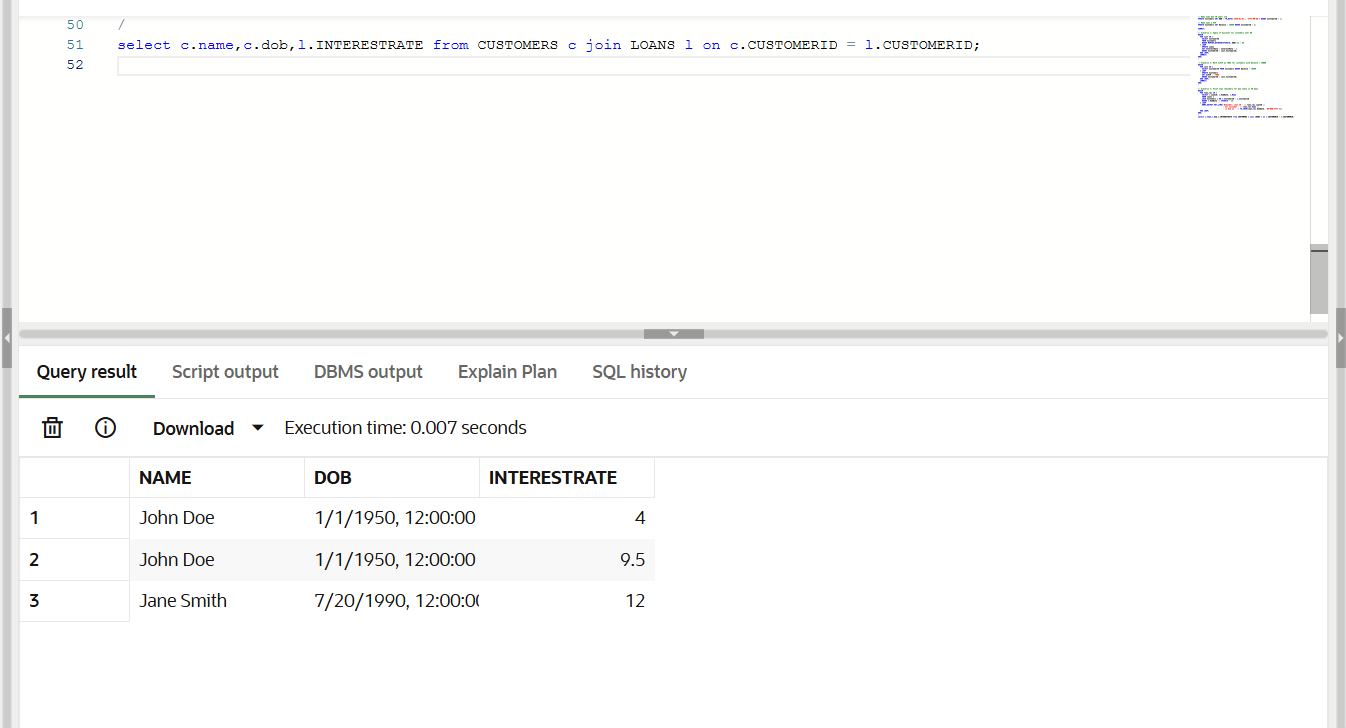 50 /
51 select c.name,c.dob,l.INTERESTRATE from CUSTOMERS c join LOANS l on c.CUSTOMERID = l.CUSTOMERID;
52
Query result Script output DBMS output Explain Plan SQL history
Download Execution time: 0.007 seconds
NAME DOB INTERESTRATE
1 John Doe 1/1/1950, 12:00:00 4
2 John Doe 1/1/1950, 12:00:00 9.5
3 Jane Smith 7/20/1990, 12:00:0 12